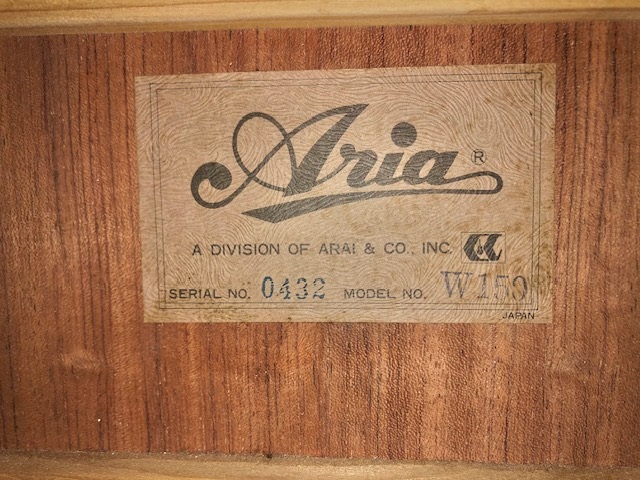 Aria ®
A DIVISION OF ARAI & CO., INC.
SERIAL NO. 0432 MODEL NO. W150
JAPAN